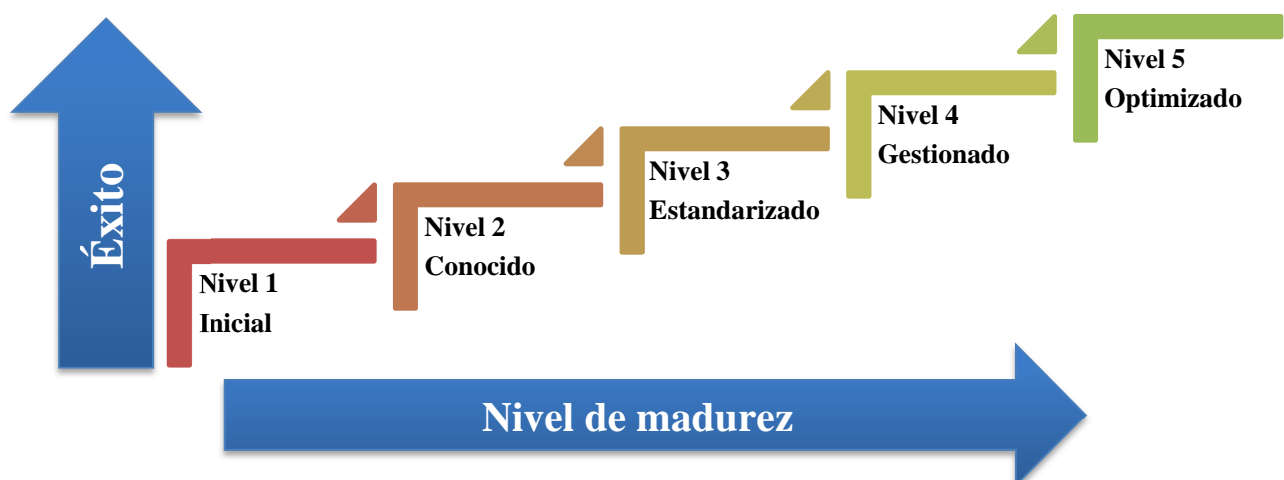 Éxito
Nivel 1
Inicial
Nivel 2
Conocido
Nivel 3
Estandarizado
Nivel 4
Gestionado
Nivel 5
Optimizado
Nivel de madurez